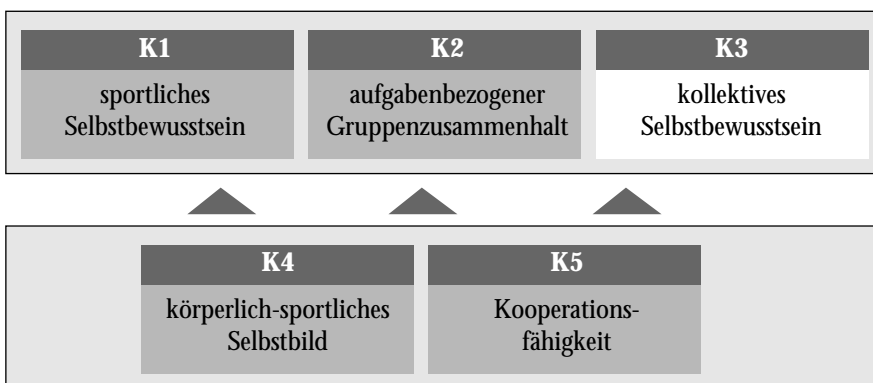 K1
sportliches
Selbstbewusstsein
K2
aufgabenbezogener
Gruppenzusammenhalt
K3
kollektives
Selbstbewusstsein
K4
körperlich-sportliches
Selbstbild
K5
Kooperations-
fähigkeit